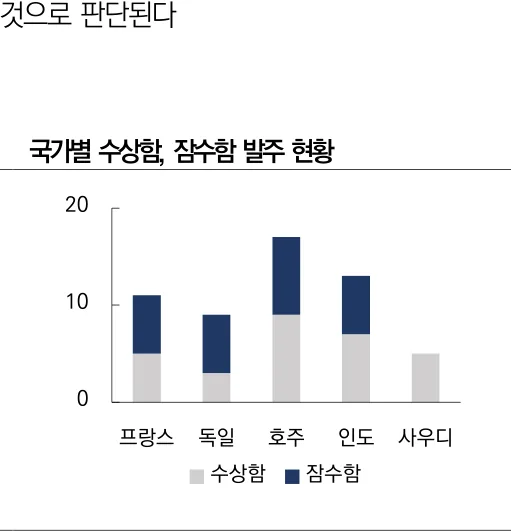 것으로 판단된다
국가별 수상함, 잠수함 발주 현황
20
10
0
프랑스 독일 호주 인도 사우디
수상함 잠수함